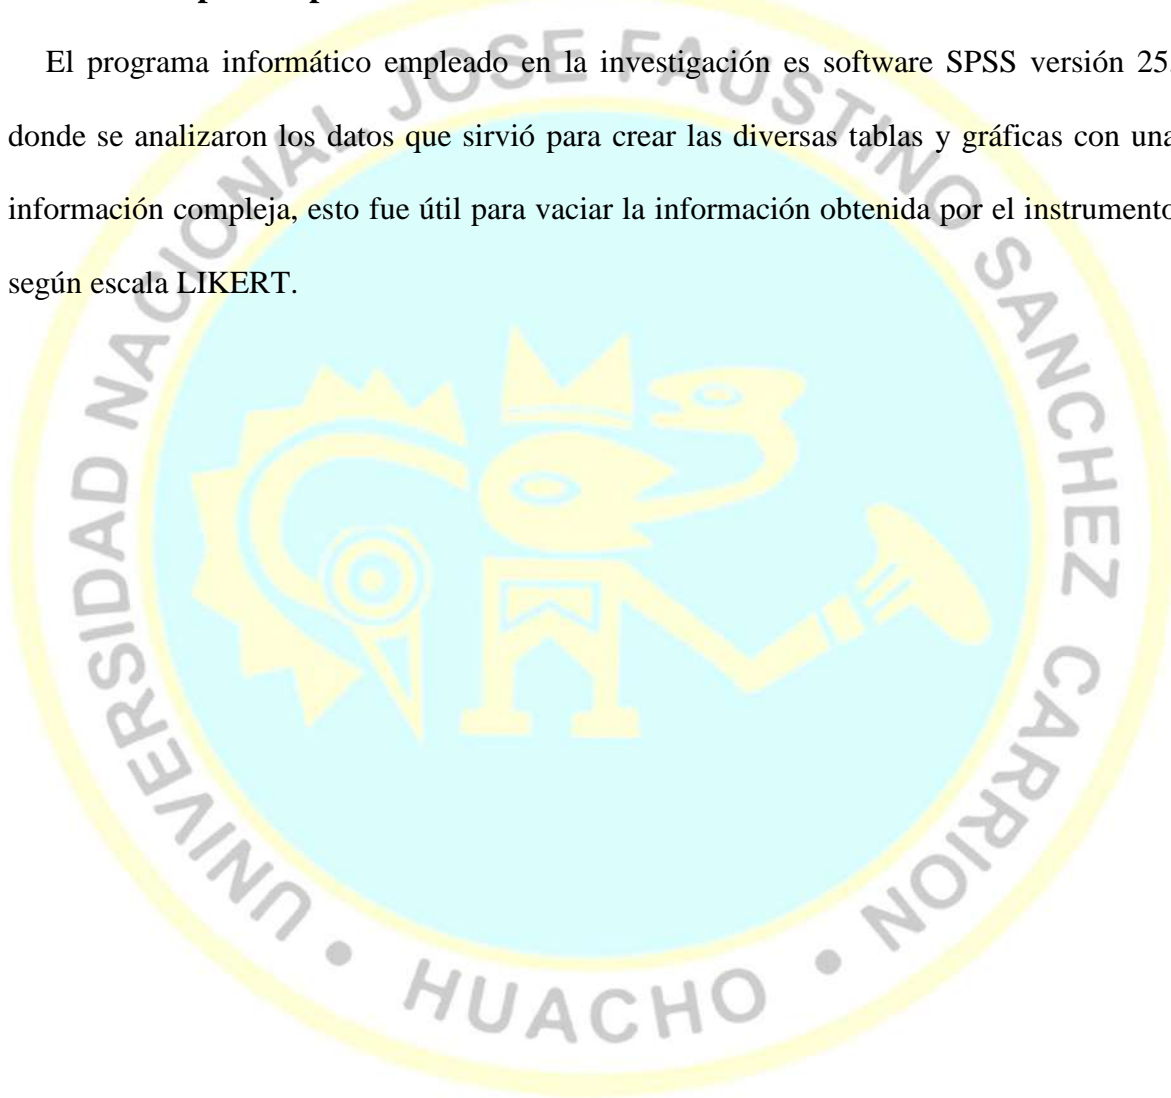 El programa informático empleado en la investigación es software SPSS versión 25.
donde se analizaron los datos que sirvió para crear las diversas tablas y gráficas con una
información compleja, esto fue útil para vaciar la información obtenida por el instrumento
según escala LIKERT.
UNIVERSIDAD NACIONAL JOSE FAUSTINO SANCHEZ CARRION • HUACHO •